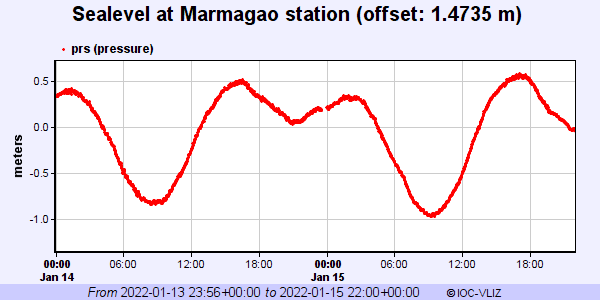 Sealevel at Marmagao station (offset: 1.4735 m)
prs (pressure)
meters
0.5
0.0
-0.5
-1.0
00:00 06:00 12:00 18:00 00:00 06:00 12:00 18:00
Jan 14 Jan 15
From 2022-01-13 23:56+00:00 to 2022-01-15 22:00+00:00 © IOC-VLIZ